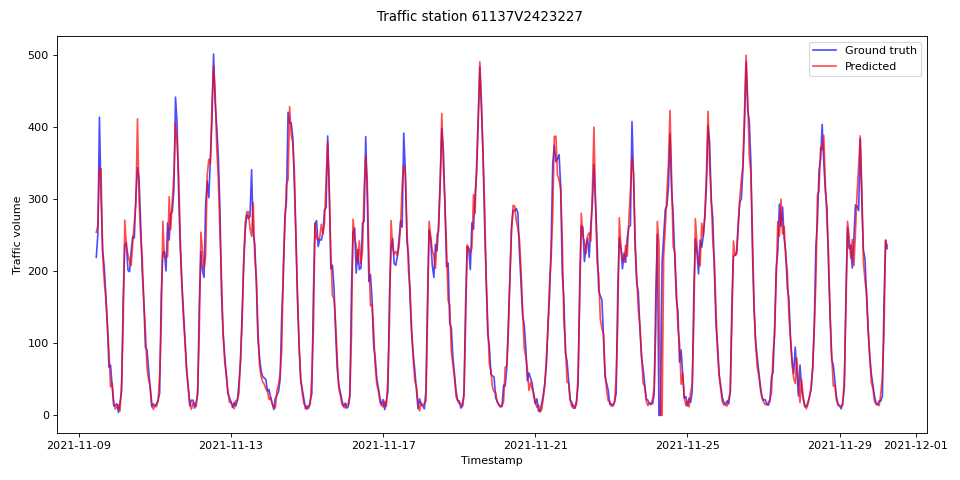 Traffic station 61137V2423227
Ground truth
Predicted
500
400
300
200
100
0
Traffic volume
2021-11-09 2021-11-13 2021-11-17 2021-11-21 2021-11-25 2021-11-29 2021-12-01
Timestamp